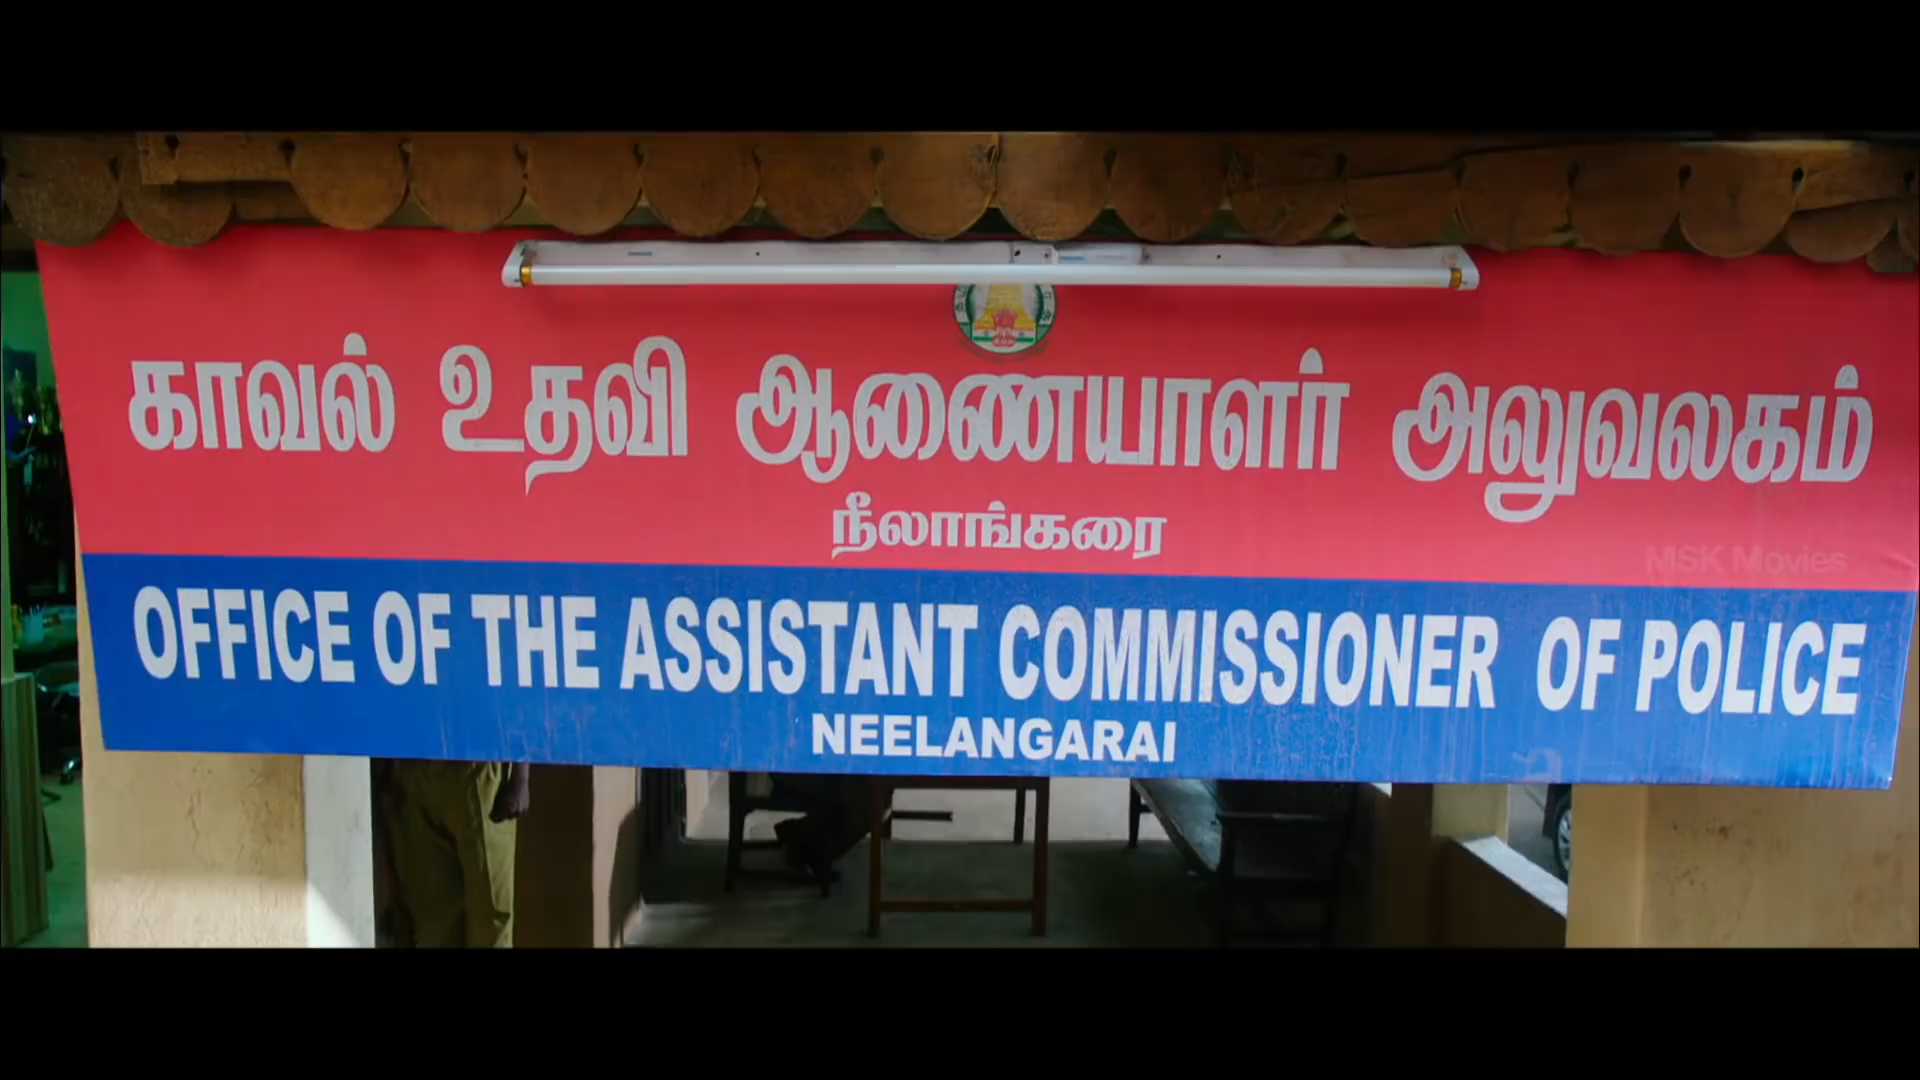 காவல் உதவி ஆணையாளர் அலுவலகம்
நீலாங்கரை
MSK Movies
OFFICE OF THE ASSISTANT COMMISSIONER OF POLICE
NEELANGARAI